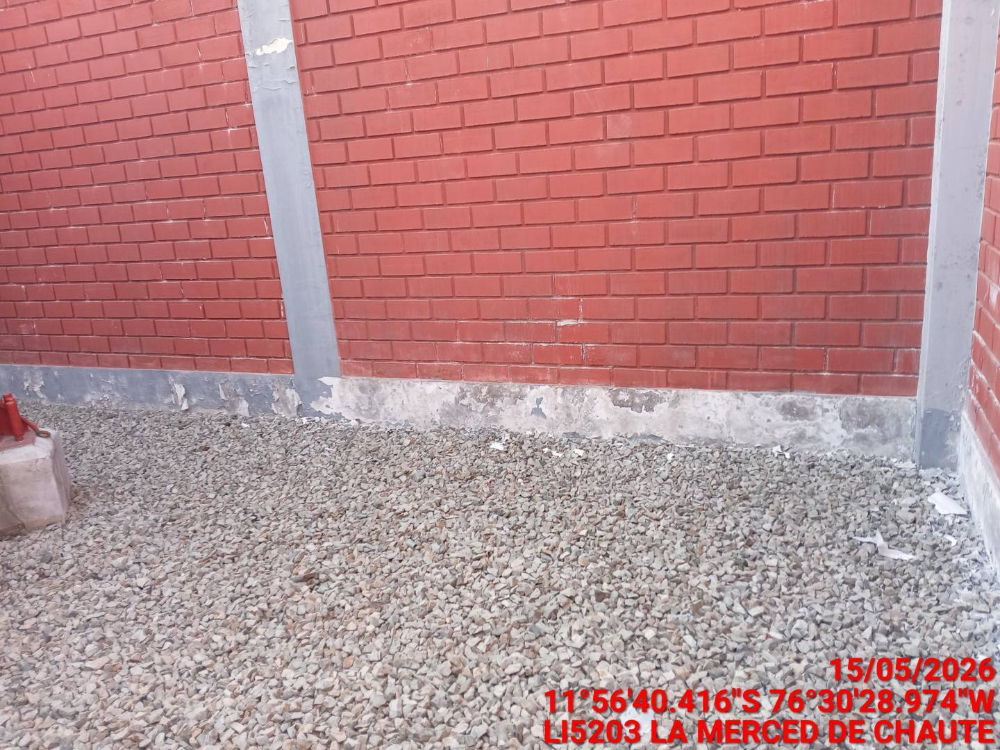 15/05/2026
11°56'40.416"S 76°30'28.974"W
LI5203 LA MERCED DE CHAUTE